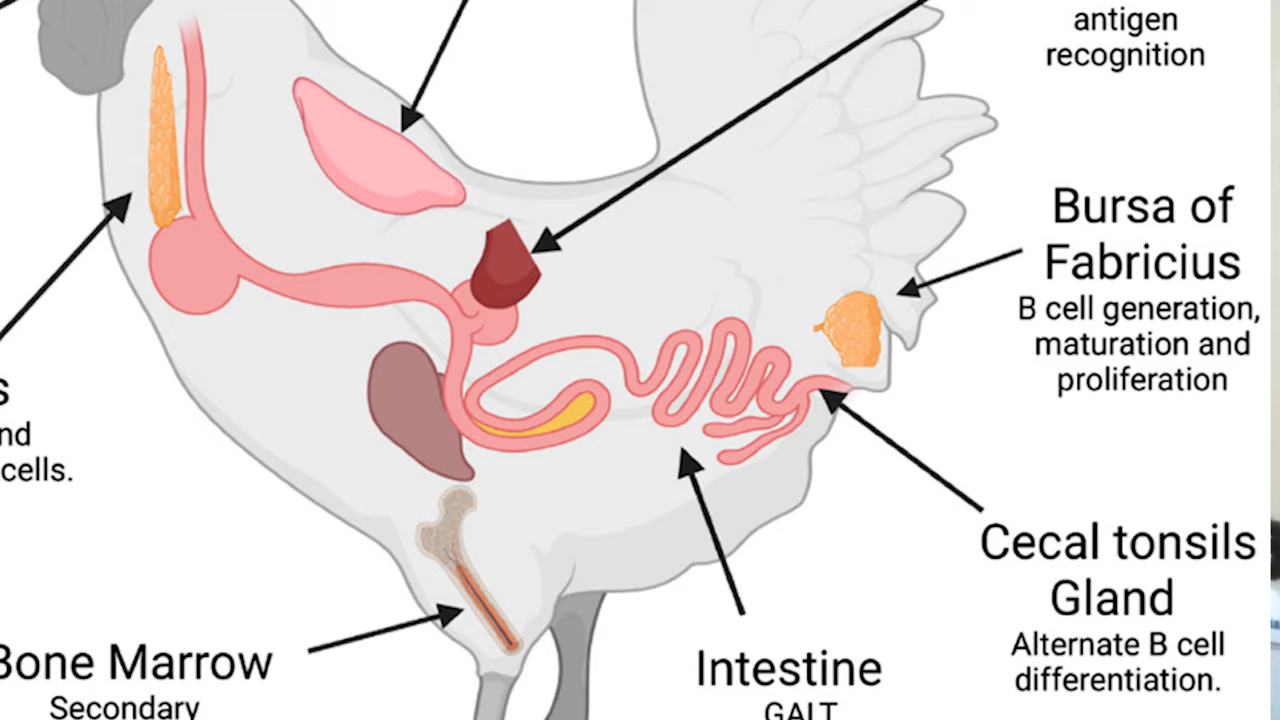 antigen
recognition
Bursa of
Fabricius
B cell generation,
maturation and
proliferation
s
nd
cells.
Cecal tonsils
Gland
Alternate B cell
differentiation.
Bone Marrow
Secondary
Intestine
GALT